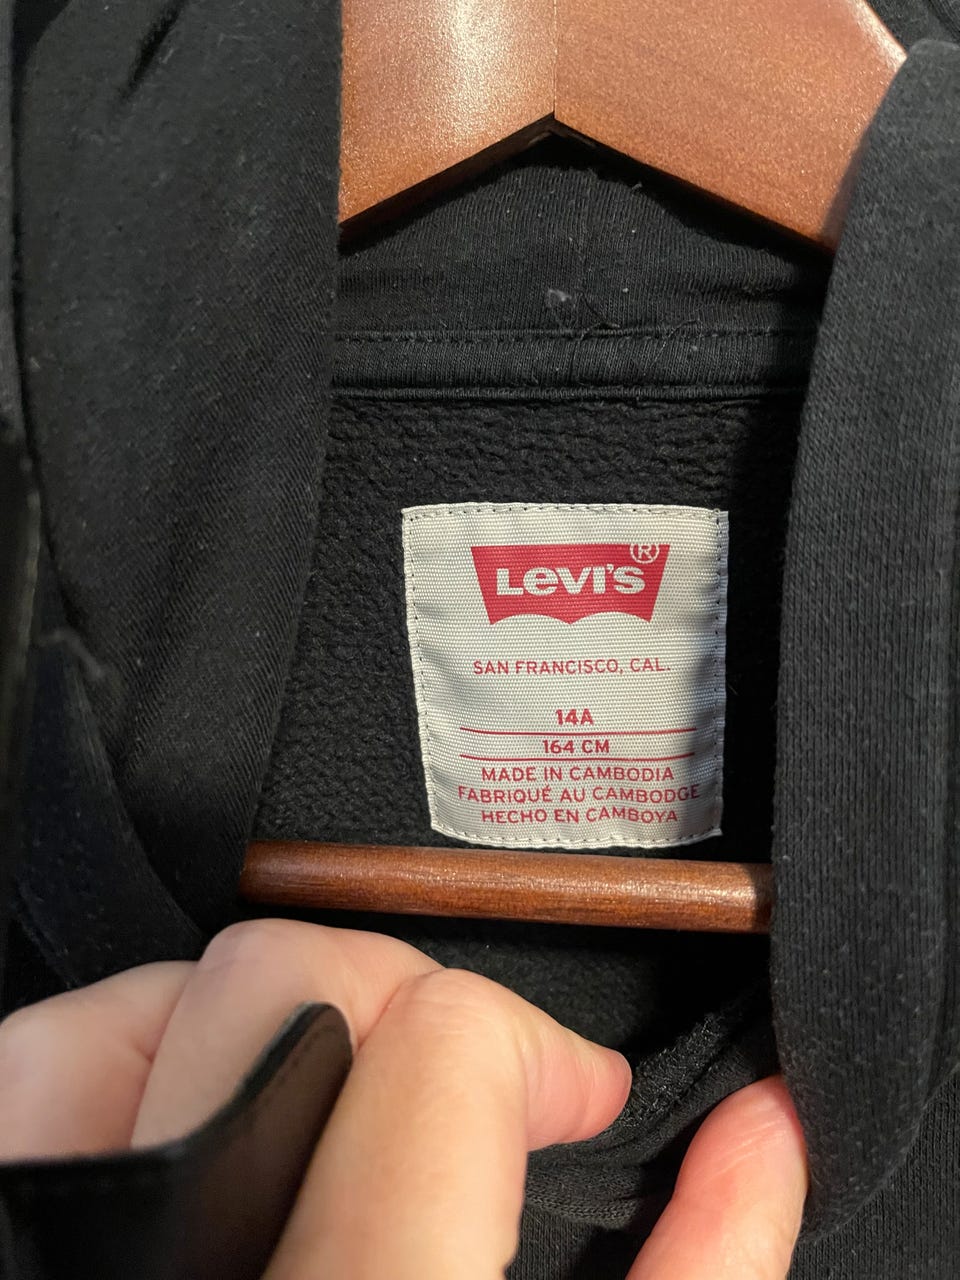 LEVI'S®
SAN FRANCISCO, CAL.
14A
164 CM
MADE IN CAMBODIA
FABRIQUÉ AU CAMBODGE
HECHO EN CAMBOYA